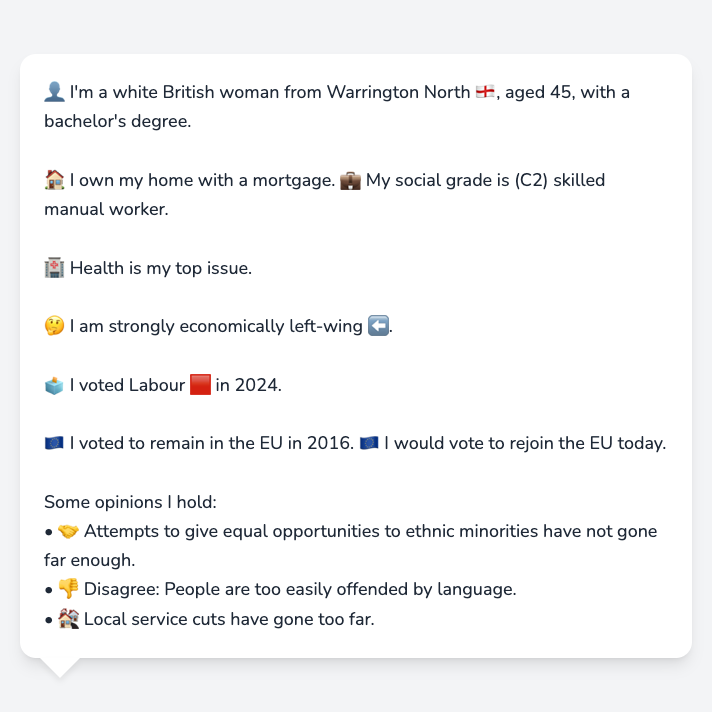 👤 I'm a white British woman from Warrington North 🏴󠁧󠁢󠁥󠁮󠁧󠁿, aged 45, with a
bachelor's degree.
🏠 I own my home with a mortgage. 💼 My social grade is (C2) skilled
manual worker.
🏥 Health is my top issue.
🤔 I am strongly economically left-wing ⬅️.
🗳️ I voted Labour 🟥 in 2024.
🇪🇺 I voted to remain in the EU in 2016. 🇪🇺 I would vote to rejoin the EU today.
Some opinions I hold:
• 🤝 Attempts to give equal opportunities to ethnic minorities have not gone
far enough.
• 👎 Disagree: People are too easily offended by language.
• 🏘️ Local service cuts have gone too far.